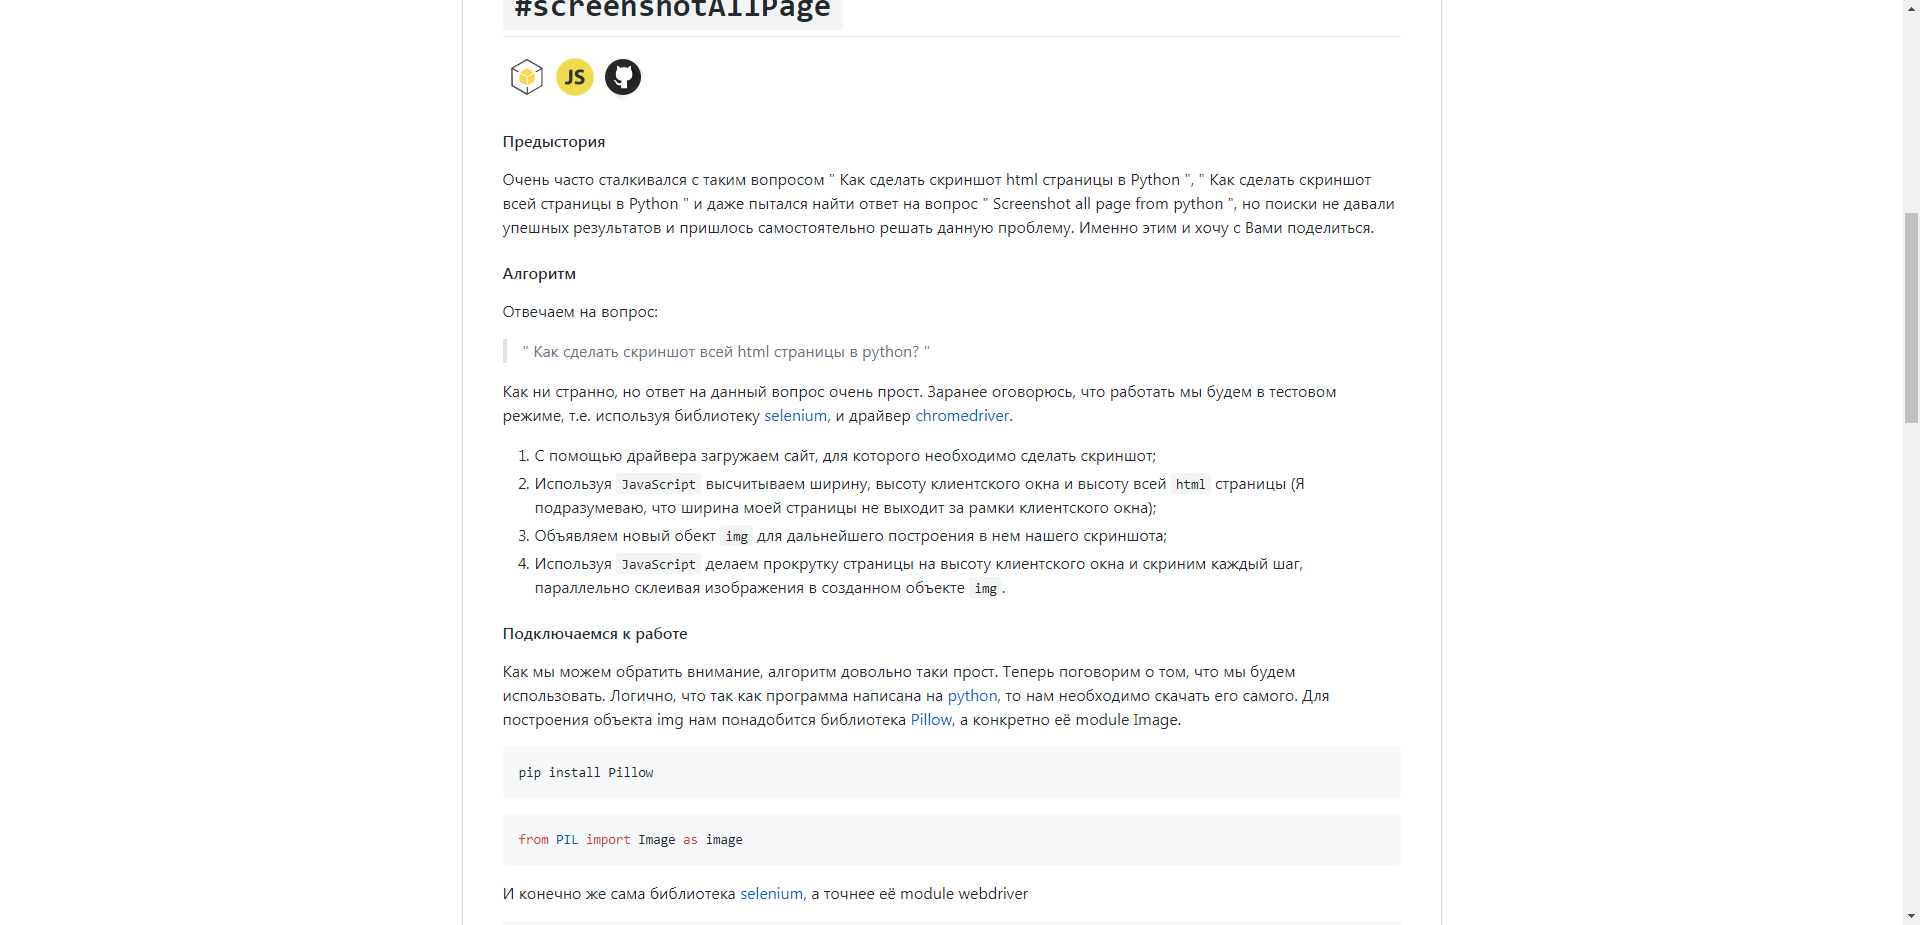 #screenshotAllPage
JS
Предыстория
Очень часто сталкивался с таким вопросом " Как сделать скриншот html страницы в Python ", " Как сделать скриншот
всей страницы в Python " и даже пытался найти ответ на вопрос " Screenshot all page from python ", но поиски не давали
упешных результатов и пришлось самостоятельно решать данную проблему. Именно этим и хочу с Вами поделиться.
Алгоритм
Отвечаем на вопрос:
" Как сделать скриншот всей html страницы в python? "
Как ни странно, но ответ на данный вопрос очень прост. Заранее оговорюсь, что работать мы будем в тестовом
режиме, т.е. используя библиотеку selenium, и драйвер chromedriver.
1. С помощью драйвера загружаем сайт, для которого необходимо сделать скриншот;
2. Используя JavaScript высчитываем ширину, высоту клиентского окна и высоту всей html страницы (Я
подразумеваю, что ширина моей страницы не выходит за рамки клиентского окна);
3. Объявляем новый обект img для дальнейшего построения в нем нашего скриншота;
4. Используя JavaScript делаем прокрутку страницы на высоту клиентского окна и скриним каждый шаг,
параллельно склеивая изображения в созданном объекте img.
Подключаемся к работе
Как мы можем обратить внимание, алгоритм довольно таки прост. Теперь поговорим о том, что мы будем
использовать. Логично, что так как программа написана на python, то нам необходимо скачать его самого. Для
построения объекта img нам понадобится библиотека Pillow, а конкретно её module Image.
pip install Pillow
from PIL import Image as image
И конечно же сама библиотека selenium, а точнее её module webdriver